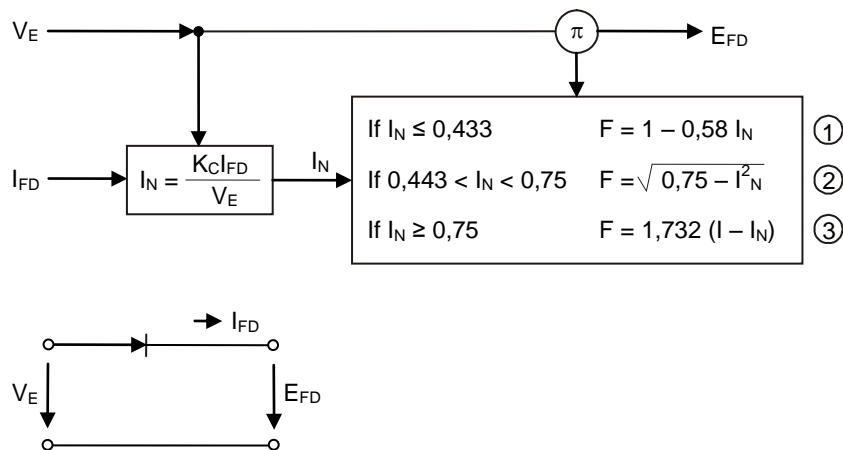 V_E π E_FD
If I_N ≤ 0,433 F = 1 – 0,58 I_N ①
I_FD I_N = K_C I_FD / V_E I_N If 0,443 < I_N < 0,75 F = √ 0,75 – I²_N ②
If I_N ≥ 0,75 F = 1,732 (I – I_N) ③
I_FD
V_E E_FD